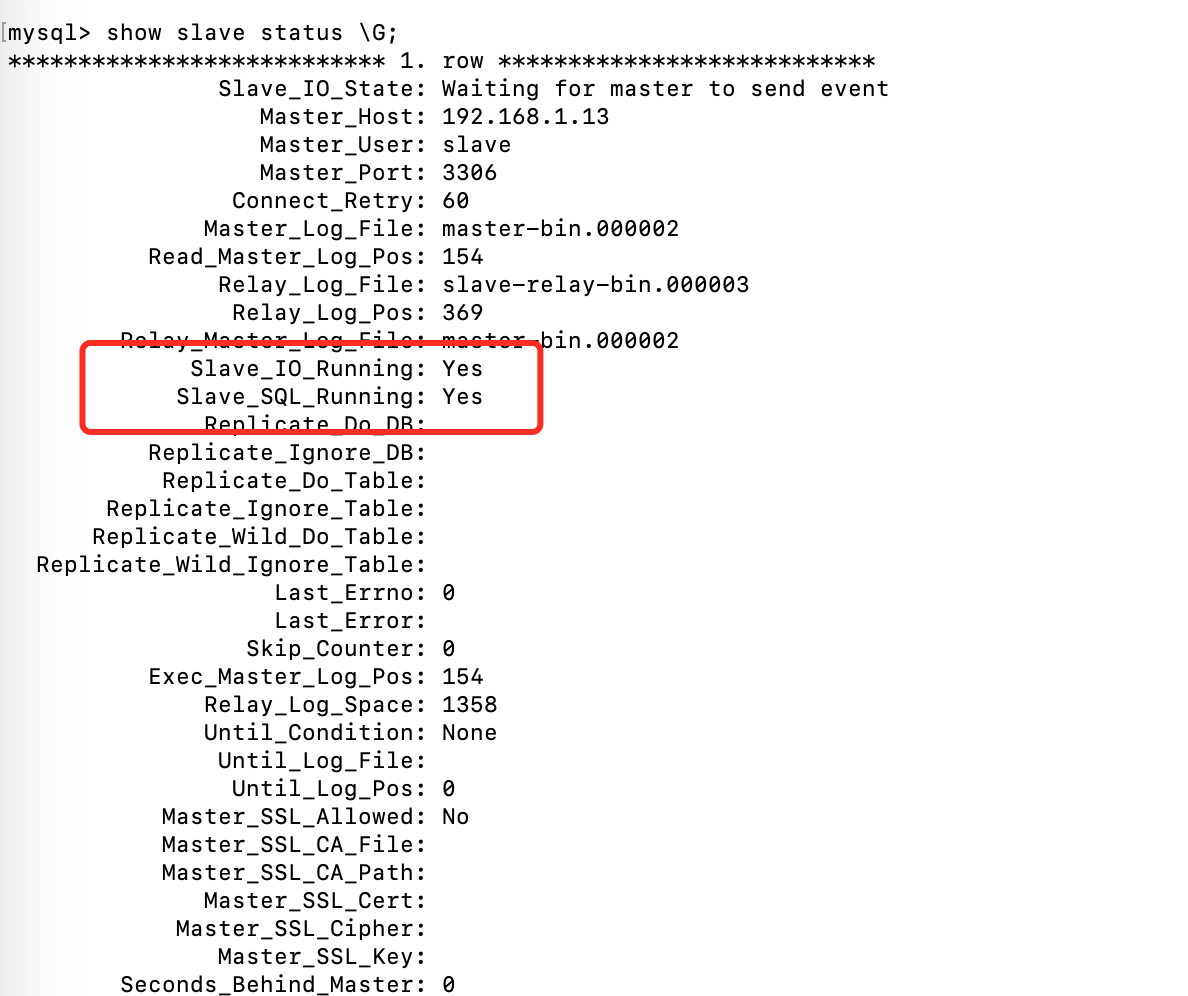 [mysql> show slave status \G;
*************************** 1. row ***************************
Slave_IO_State: Waiting for master to send event
Master_Host: 192.168.1.13
Master_User: slave
Master_Port: 3306
Connect_Retry: 60
Master_Log_File: master-bin.000002
Read_Master_Log_Pos: 154
Relay_Log_File: slave-relay-bin.000003
Relay_Log_Pos: 369
Relay_Master_Log_File: master-bin.000002
Slave_IO_Running: Yes
Slave_SQL_Running: Yes
Replicate_Do_DB:
Replicate_Ignore_DB:
Replicate_Do_Table:
Replicate_Ignore_Table:
Replicate_Wild_Do_Table:
Replicate_Wild_Ignore_Table:
Last_Errno: 0
Last_Error:
Skip_Counter: 0
Exec_Master_Log_Pos: 154
Relay_Log_Space: 1358
Until_Condition: None
Until_Log_File:
Until_Log_Pos: 0
Master_SSL_Allowed: No
Master_SSL_CA_File:
Master_SSL_CA_Path:
Master_SSL_Cert:
Master_SSL_Cipher:
Master_SSL_Key:
Seconds_Behind_Master: 0